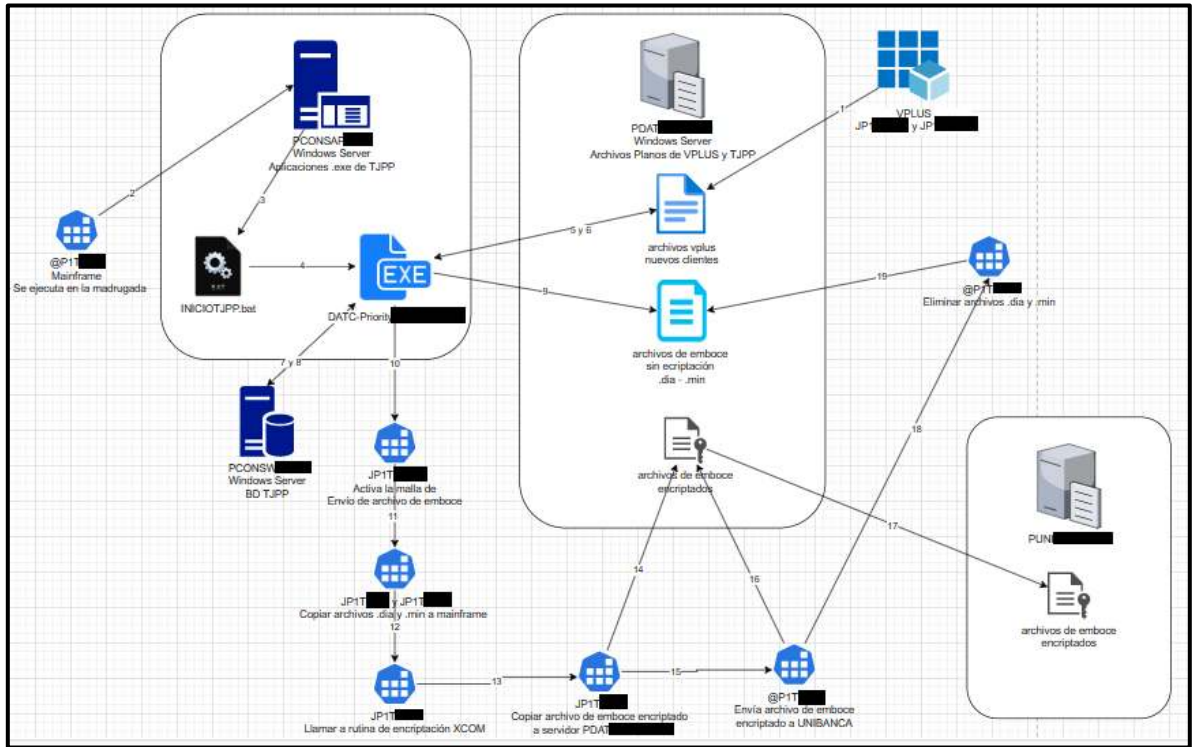 PCONSAP
Windows Server
Aplicaciones .exe de TJPP
2
3
@P1T
Mainframe
Se ejecuta en la madrugada
INICIOTJPP.bat
4
EXE
DATC-Priority
7 y 8
PCONSW
Windows Server
BD TJPP
10
JP1T
Activa la malla de
Envío de archivo de emboce
11
JP1T y JP1T
Copiar archivos .dia y .min a mainframe
12
JP1T
Llamar a rutina de encriptación XCOM
13
PDAT
Windows Server
Archivos Planos de VPLUS y TJPP
VPLUS
JP1 y JP
1
5 y 6
archivos vplus
nuevos clientes
9
archivos de emboce
sin ecriptación
.dia - .min
19
@P1T
Eliminar archivos .dia y .min
archivos de emboce
encriptados
14
15
16
17
18
JP1T
Copiar archivo de emboce encriptado
a servidor PDAT
@P1T
Envía archivo de emboce
encriptado a UNIBANCA
PUNI
archivos de emboce
encriptados